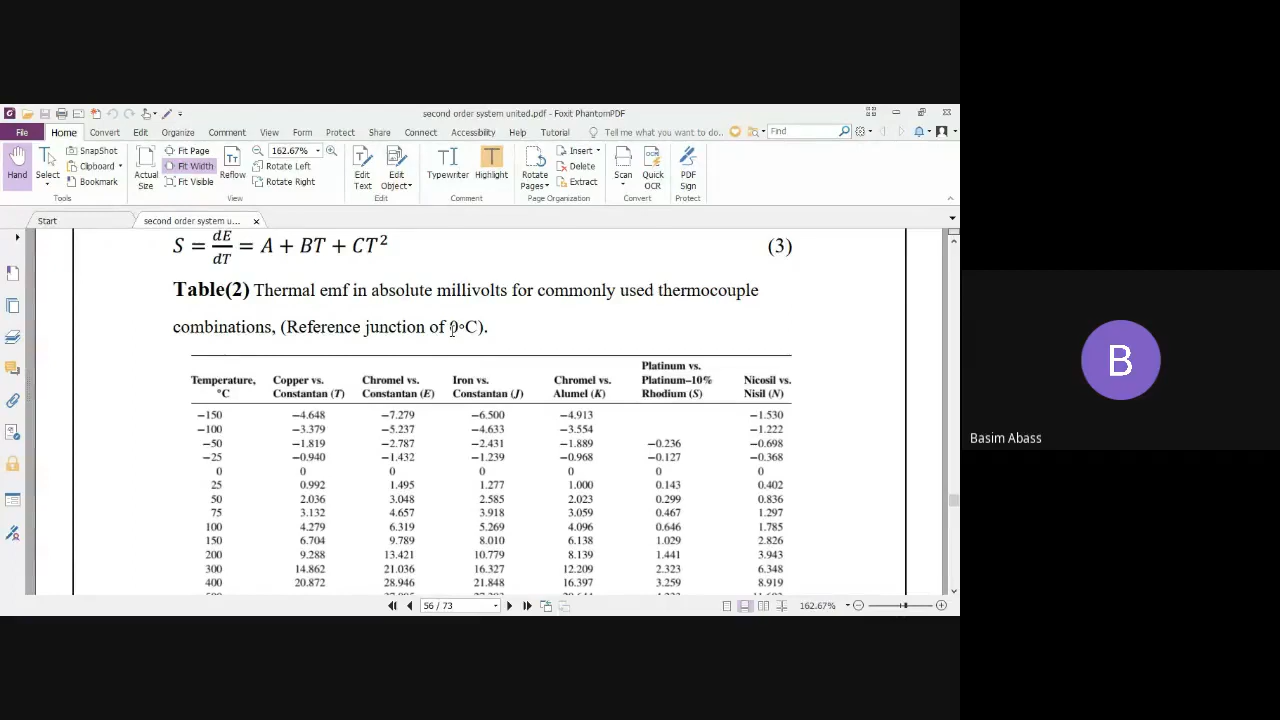 second order system united.pdf - Foxit PhantomPDF
File Home Convert Edit Organize Comment View Form Protect Share Connect Accessibility Help Tutorial Tell me what you want to do.. Find
SnapShot Fit Page 162.67% Insert Delete
Hand Select Clipboard Actual Size Fit Width Reflow Rotate Left Edit Text Edit Object Typewriter Highlight Rotate Pages Scan Quick OCR PDF Sign
Bookmark Fit Visible Rotate Right Extract
Tools View Edit Comment Page Organization Convert Protect
Start second order system u...
S = dE/dT = A + BT + CT² (3)
Table(2) Thermal emf in absolute millivolts for commonly used thermocouple
combinations, (Reference junction of 0∘C).
Platinum vs.
Temperature, Copper vs. Chromel vs. Iron vs. Chromel vs. Platinum–10% Nicosil vs.
°C Constantan (T) Constantan (E) Constantan (J) Alumel (K) Rhodium (S) Nisil (N)
−150 −4.648 −7.279 −6.500 −4.913 −1.530
−100 −3.379 −5.237 −4.633 −3.554 −1.222
−50 −1.819 −2.787 −2.431 −1.889 −0.236 −0.698
−25 −0.940 −1.432 −1.239 −0.968 −0.127 −0.368
0 0 0 0 0 0 0
25 0.992 1.495 1.277 1.000 0.143 0.402
50 2.036 3.048 2.585 2.023 0.299 0.836
75 3.132 4.657 3.918 3.059 0.467 1.297
100 4.279 6.319 5.269 4.096 0.646 1.785
150 6.704 9.789 8.010 6.138 1.029 2.826
200 9.288 13.421 10.779 8.139 1.441 3.943
300 14.862 21.036 16.327 12.209 2.323 6.348
400 20.872 28.946 21.848 16.397 3.259 8.919
56 / 73 162.67%
B
Basim Abass